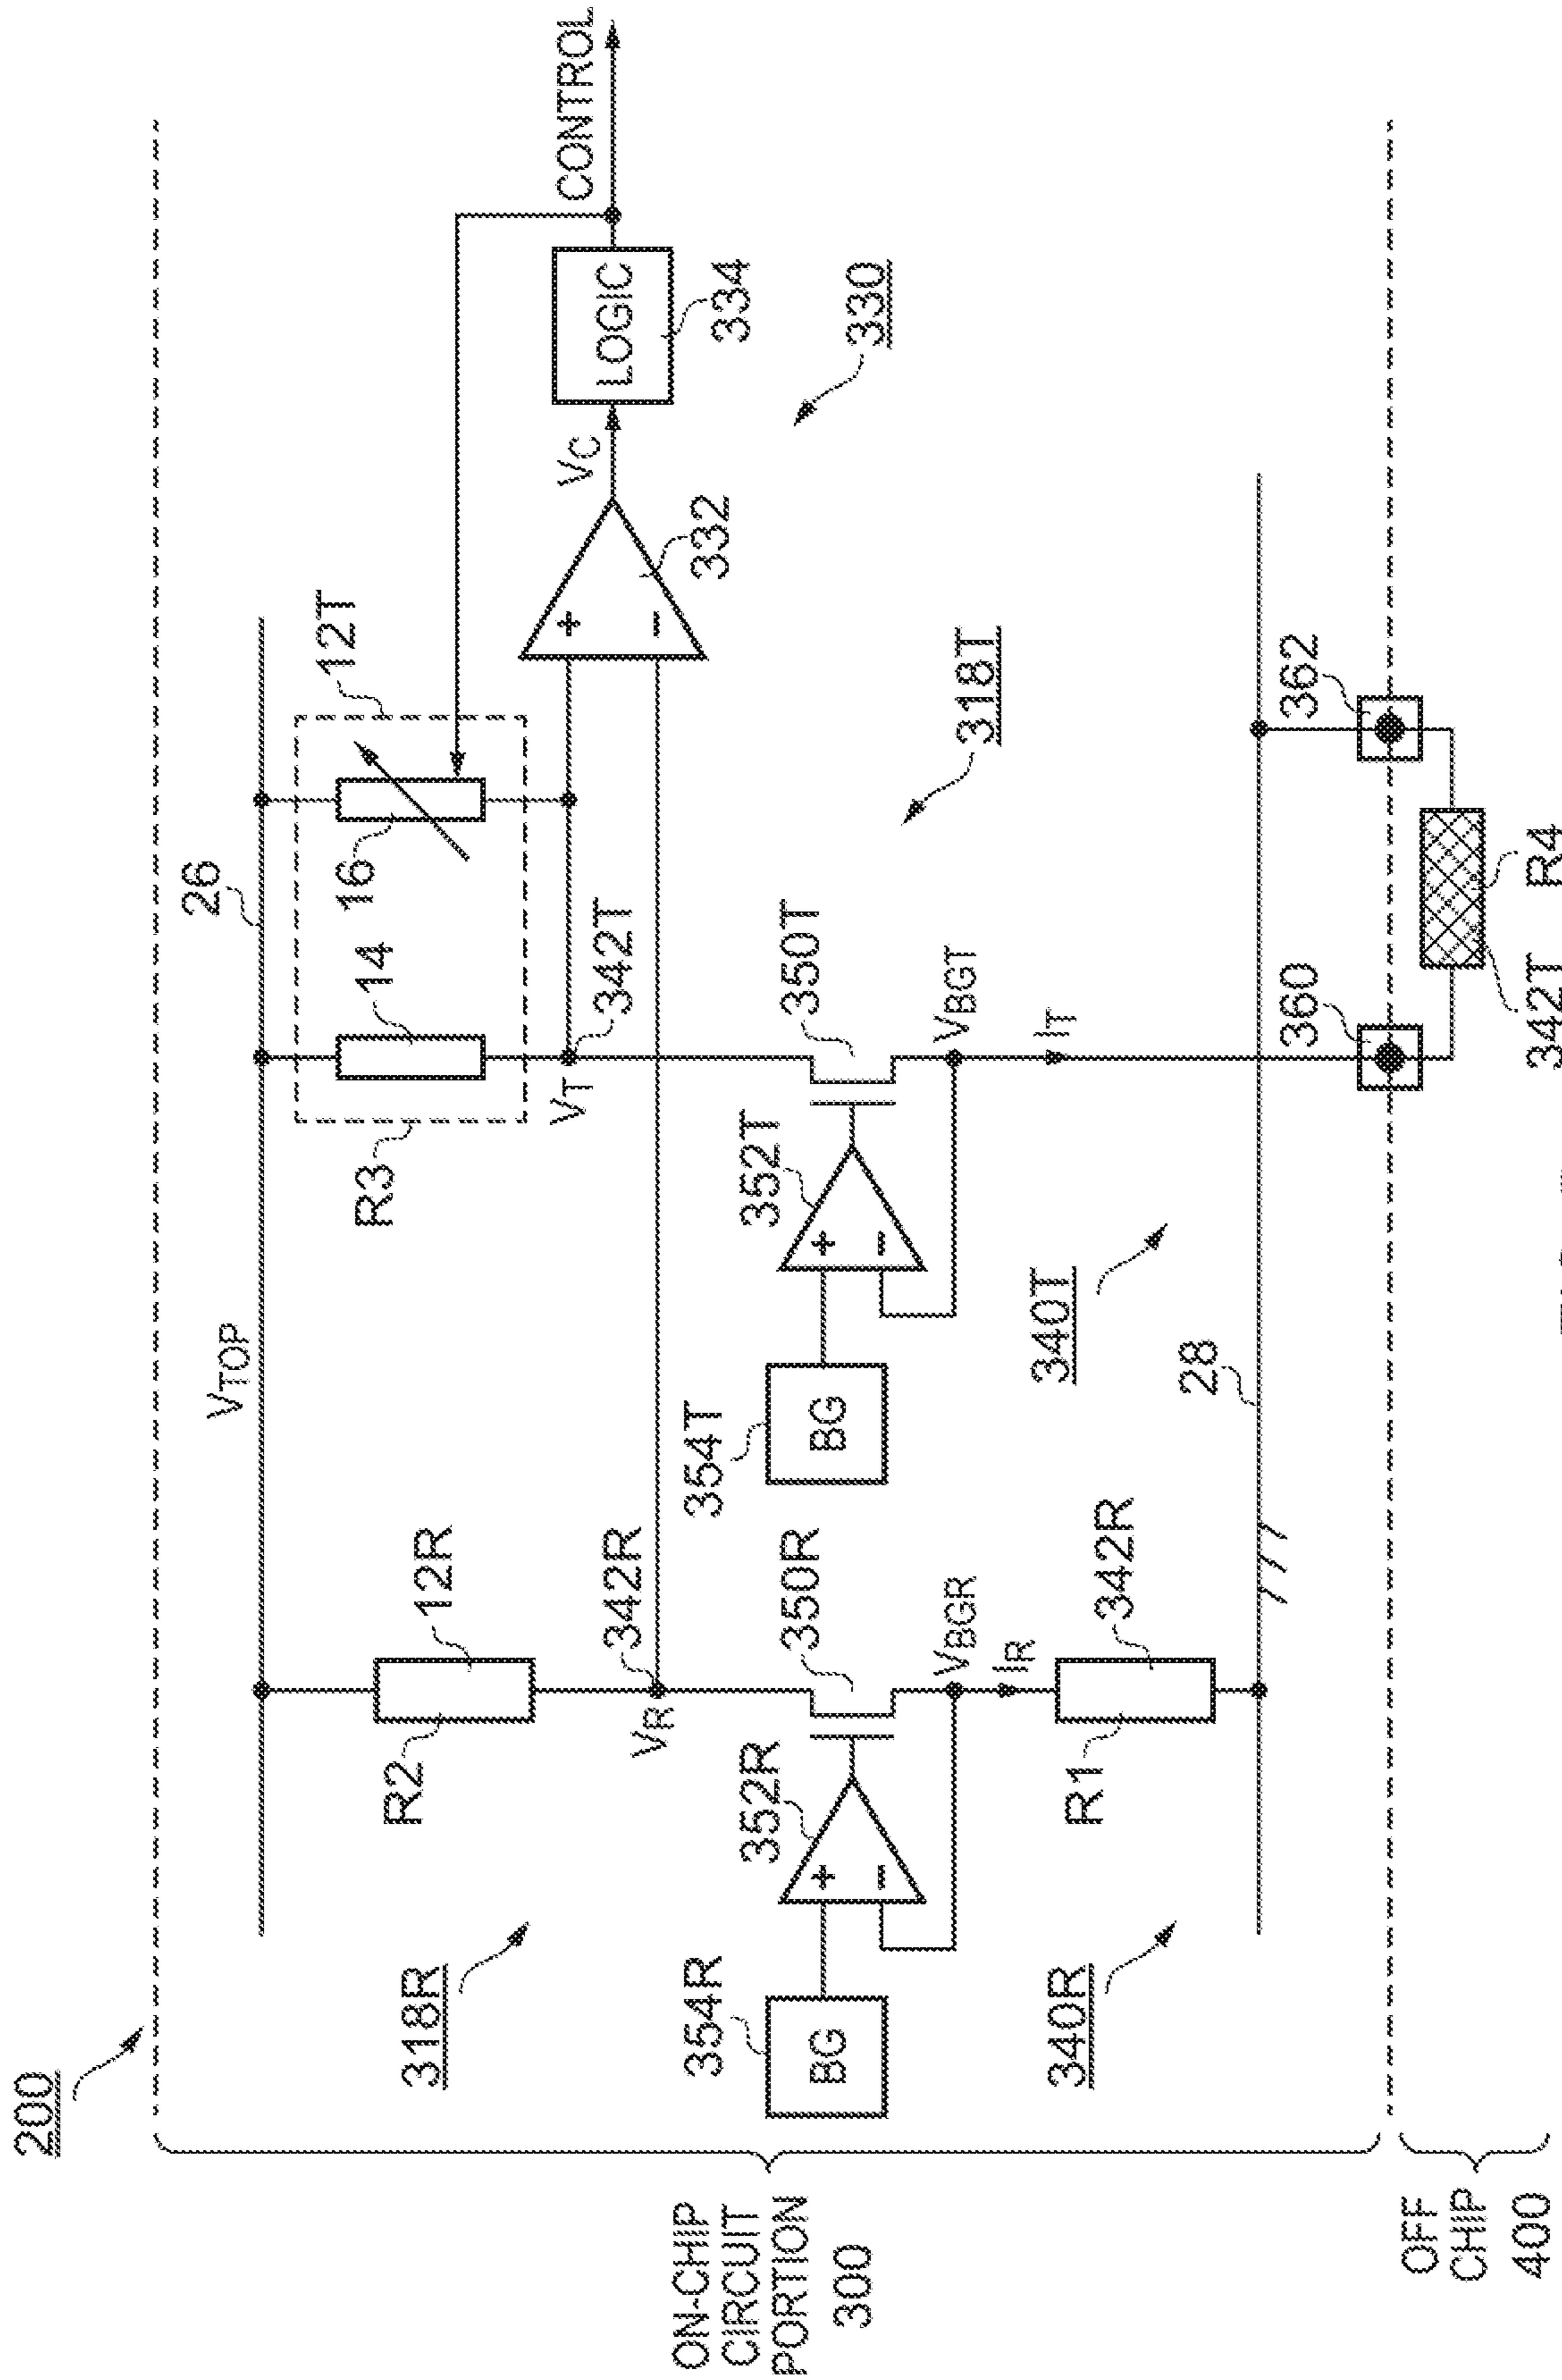 200
ON-CHIP
CIRCUIT
PORTION
300
OFF
CHIP
400
VTOP
26
R2
12R
318R
VR
342R
354R
BG
352R
350R
VBGR
IR
R1
342R
340R
28
R3
14
16
12T
VT
342T
354T
BG
352T
350T
VBGT
IT
340T
318T
+
−
+
−
+
−
332
VC
LOGIC
334
CONTROL
330
360
362
342T
R4